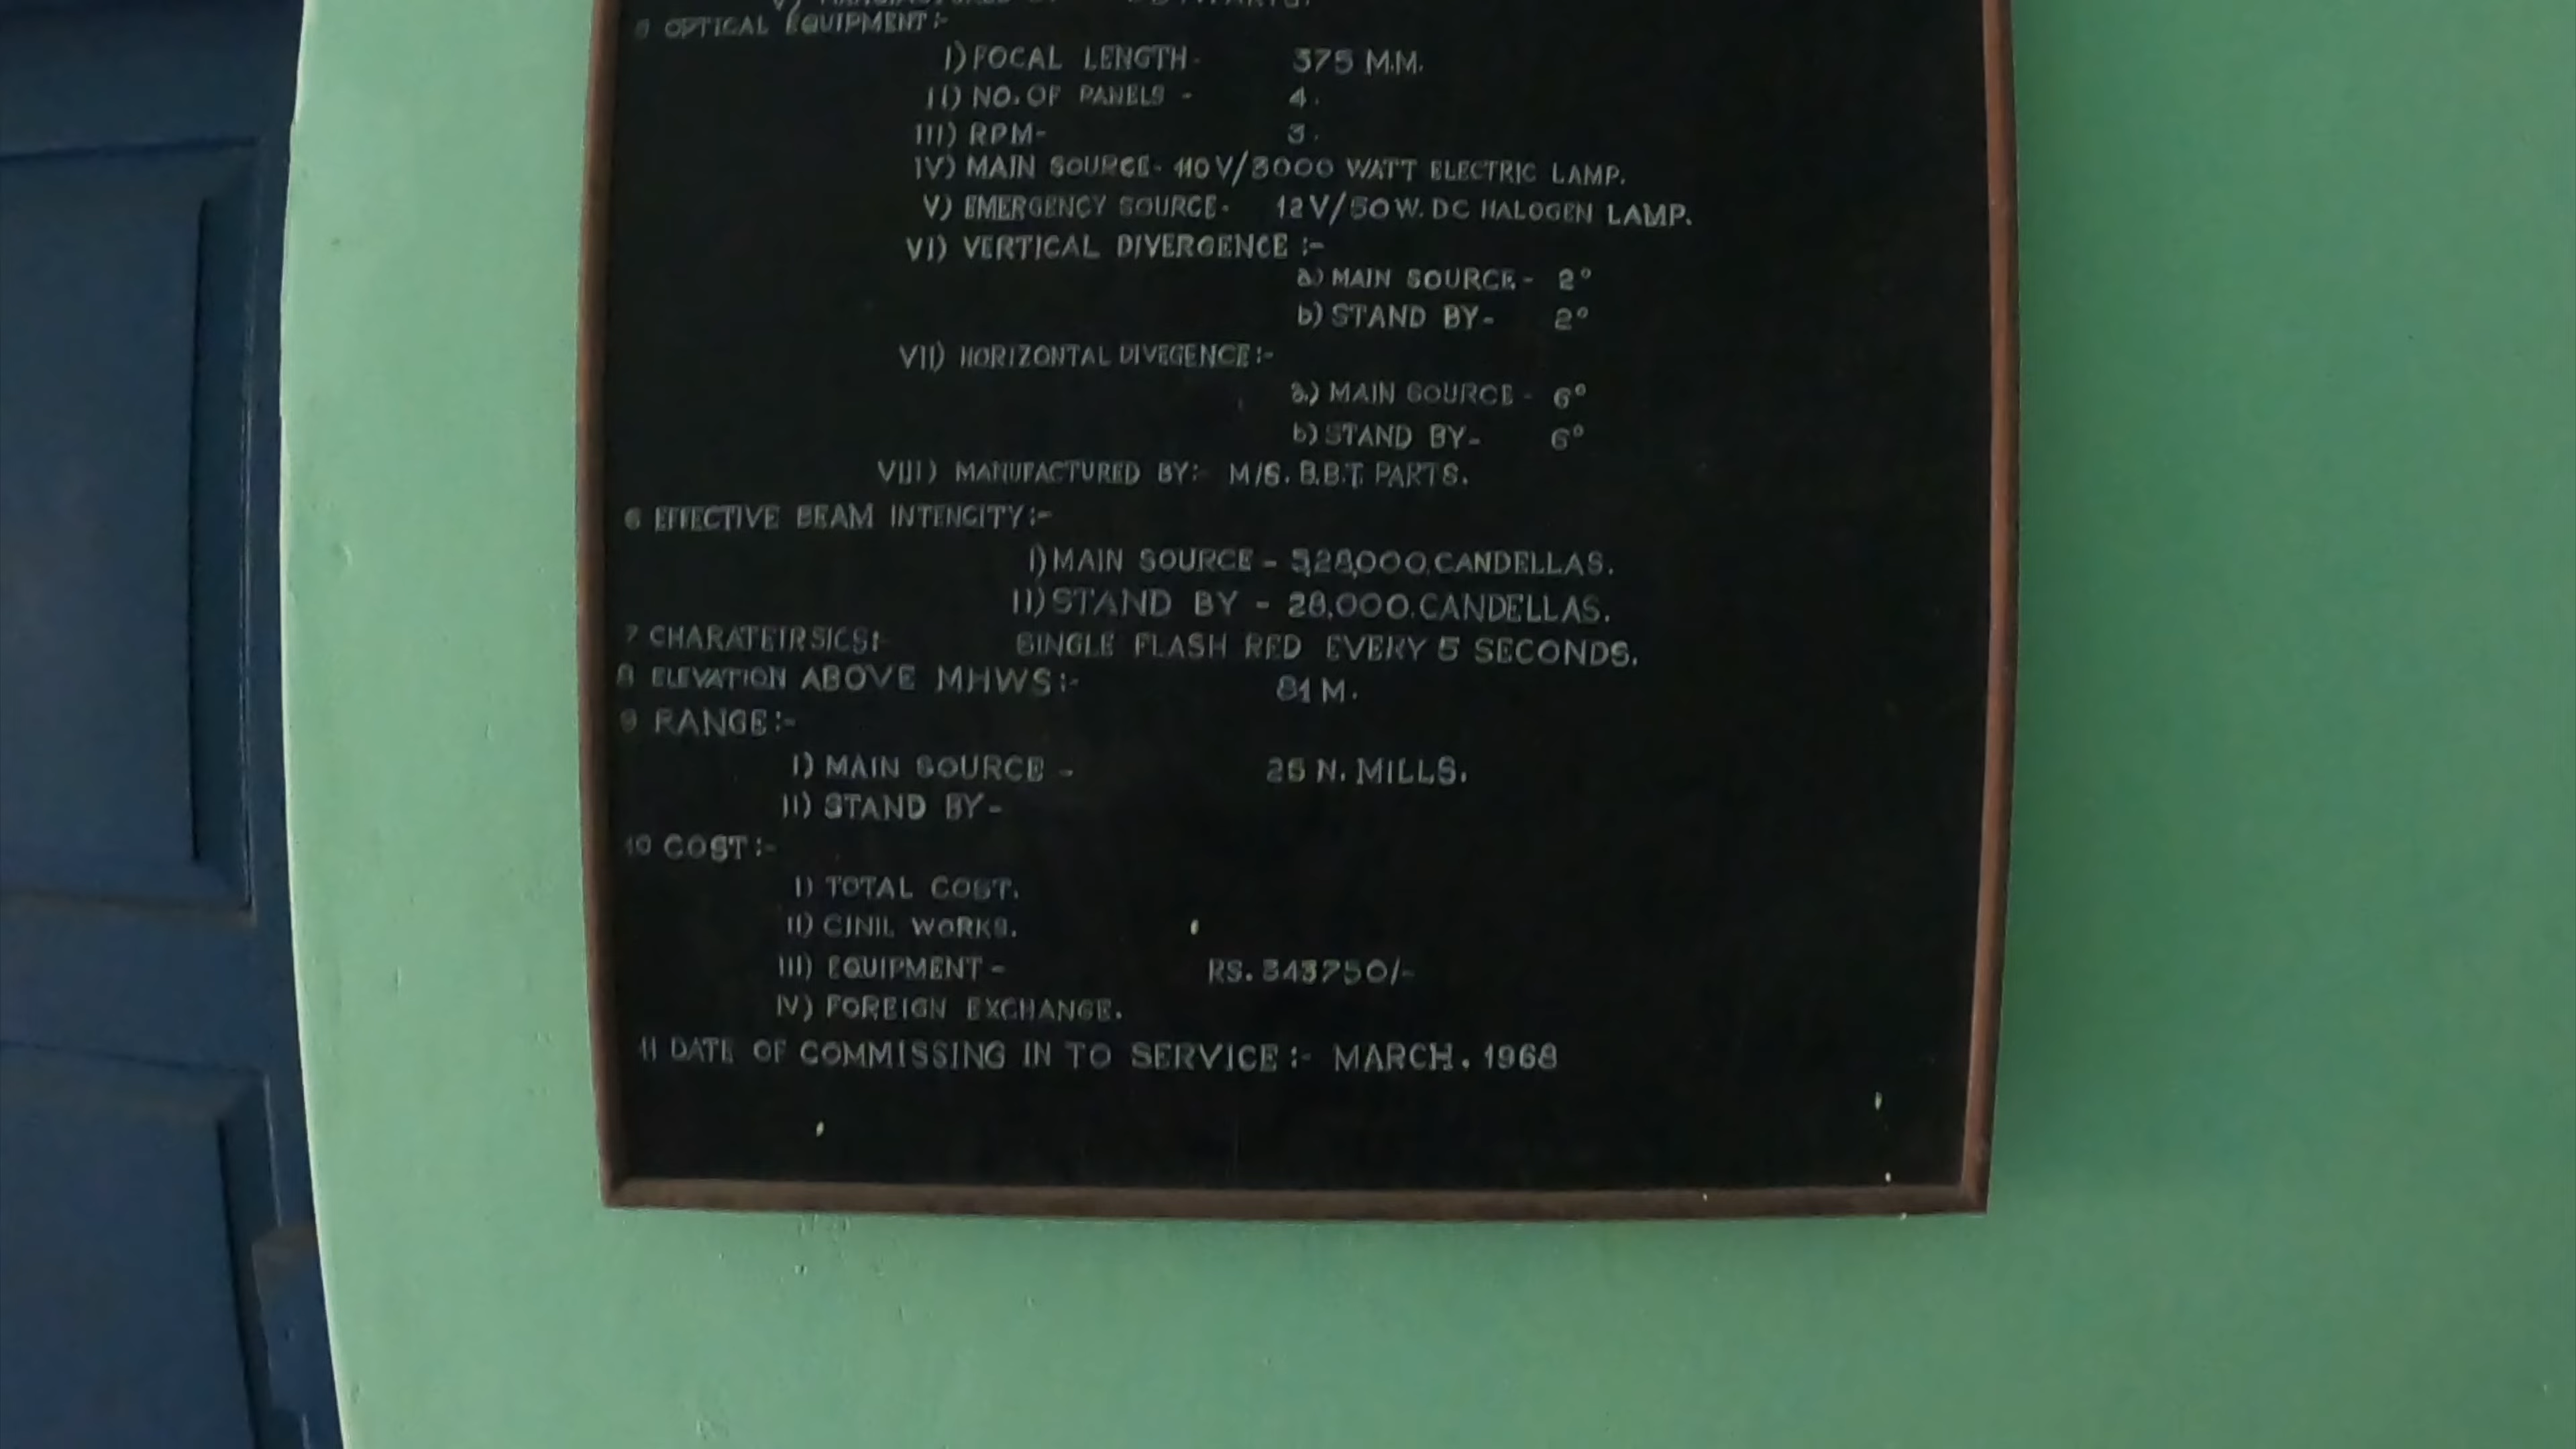 5 OPTICAL EQUIPMENT:-
I) FOCAL LENGTH- 375 M.M.
II) NO. OF PANELS - 4.
III) RPM- 3.
IV) MAIN SOURCE- 110 V/3000 WATT ELECTRIC LAMP.
V) EMERGENCY SOURCE- 12 V/50 W. DC HALOGEN LAMP.
VI) VERTICAL DIVERGENCE :-
a) MAIN SOURCE - 2°
b) STAND BY- 2°
VII) HORIZONTAL DIVEGENCE :-
a.) MAIN SOURCE - 6°
b) STAND BY- 6°
VIII) MANUFACTURED BY:- M/S. B.B.T. PARTS.
6 EFFECTIVE BEAM INTENCITY:-
I) MAIN SOURCE - 5,28,000. CANDELLAS.
II) STAND BY - 28,000. CANDELLAS.
7 CHARATEIRSICS:- SINGLE FLASH RED EVERY 5 SECONDS.
8 ELEVATION ABOVE MHWS:- 81 M.
9 RANGE:-
I) MAIN SOURCE - 26 N. MILLS.
II) STAND BY-
10 COST:-
I) TOTAL COST.
II) CINIL WORKS.
III) EQUIPMENT - RS. 343750/-
IV) FOREIGN EXCHANGE.
11 DATE OF COMMISSING IN TO SERVICE :- MARCH. 1968